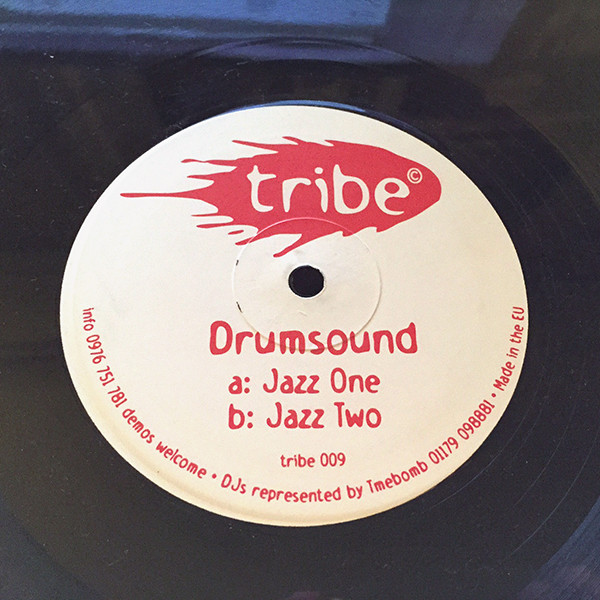 tribe©
Drumsound
a: Jazz One
b: Jazz Two
tribe 009
info 0976 751 781 demos welcome • DJs represented by Tmebomb 01179 098881 • Made in the EU